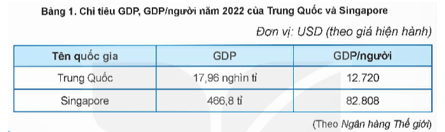 Bảng 1. Chỉ tiêu GDP, GDP/người năm 2022 của Trung Quốc và Singapore
Đơn vị: USD (theo giá hiện hành)
Tên quốc gia GDP GDP/người
Trung Quốc 17,96 nghìn tỉ 12.720
Singapore 466,8 tỉ 82.808
(Theo Ngân hàng Thế giới)